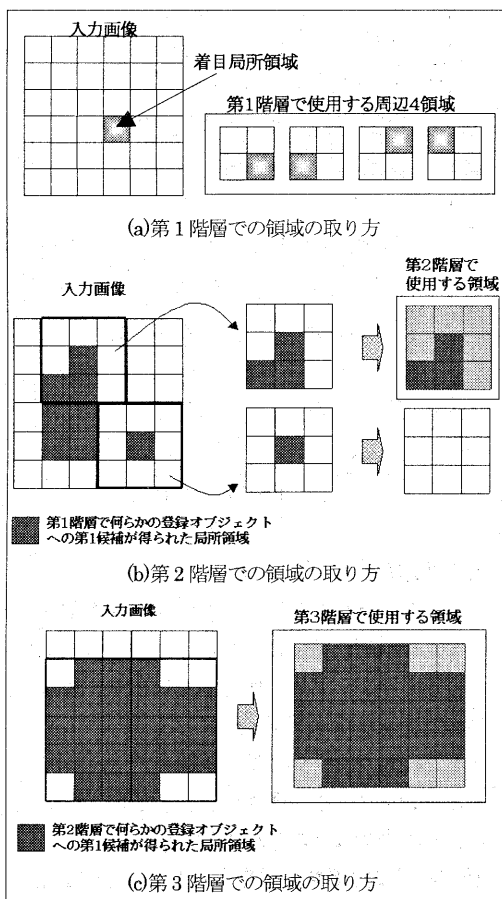 入力画像
着目局所領域
第1階層で使用する周辺4領域
(a)第1階層での領域の取り方
入力画像
第2階層で
使用する領域
第1階層で何らかの登録オブジェクト
への第1候補が得られた局所領域
(b)第2階層での領域の取り方
入力画像
第3階層で使用する領域
第2階層で何らかの登録オブジェクト
への第1候補が得られた局所領域
(c)第3階層での領域の取り方